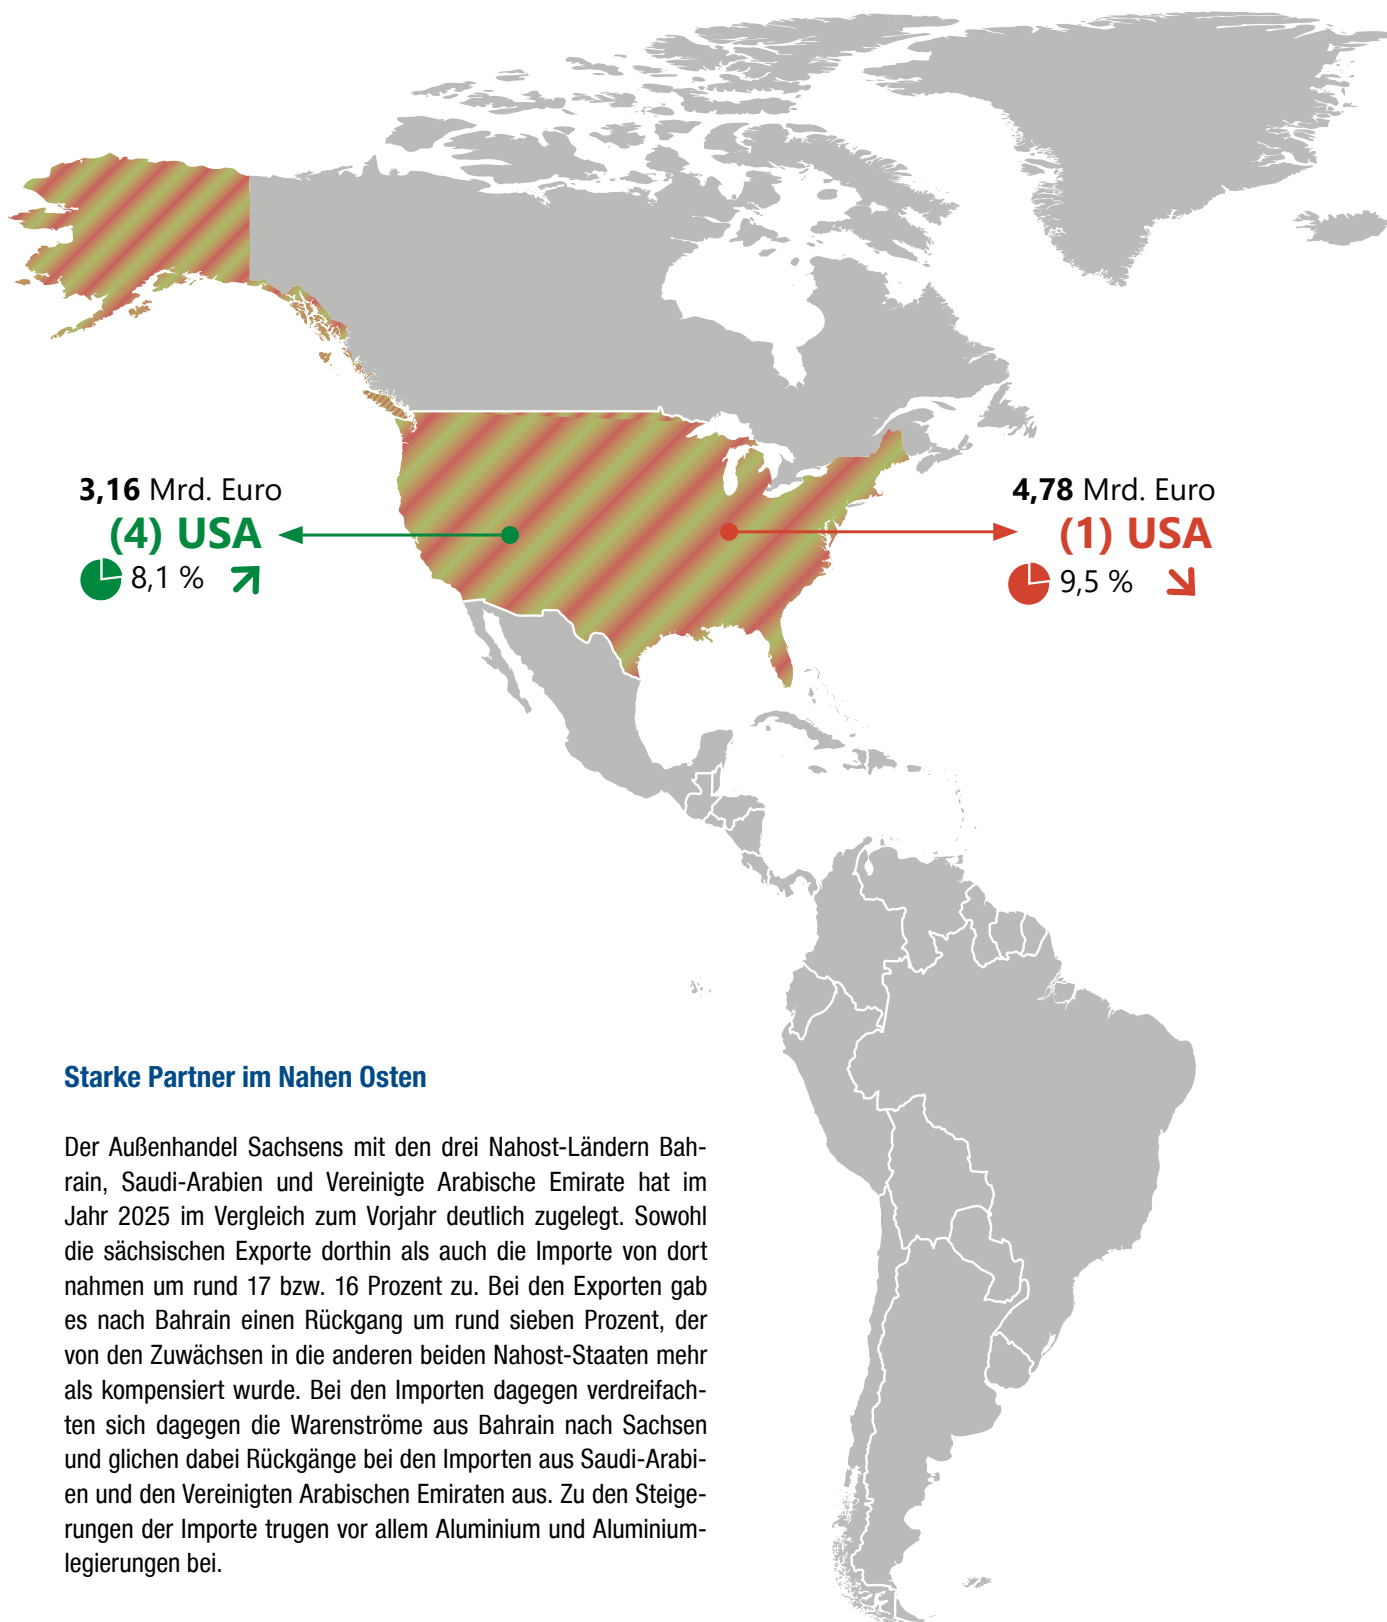 3,16 Mrd. Euro
(4) USA
8,1 %
4,78 Mrd. Euro
(1) USA
9,5 %
Starke Partner im Nahen Osten
Der Außenhandel Sachsens mit den drei Nahost-Ländern Bah-
rain, Saudi-Arabien und Vereinigte Arabische Emirate hat im
Jahr 2025 im Vergleich zum Vorjahr deutlich zugelegt. Sowohl
die sächsischen Exporte dorthin als auch die Importe von dort
nahmen um rund 17 bzw. 16 Prozent zu. Bei den Exporten gab
es nach Bahrain einen Rückgang um rund sieben Prozent, der
von den Zuwächsen in die anderen beiden Nahost-Staaten mehr
als kompensiert wurde. Bei den Importen dagegen verdreifach-
ten sich dagegen die Warenströme aus Bahrain nach Sachsen
und glichen dabei Rückgänge bei den Importen aus Saudi-Arabi-
en und den Vereinigten Arabischen Emiraten aus. Zu den Steige-
rungen der Importe trugen vor allem Aluminium und Aluminium-
legierungen bei.